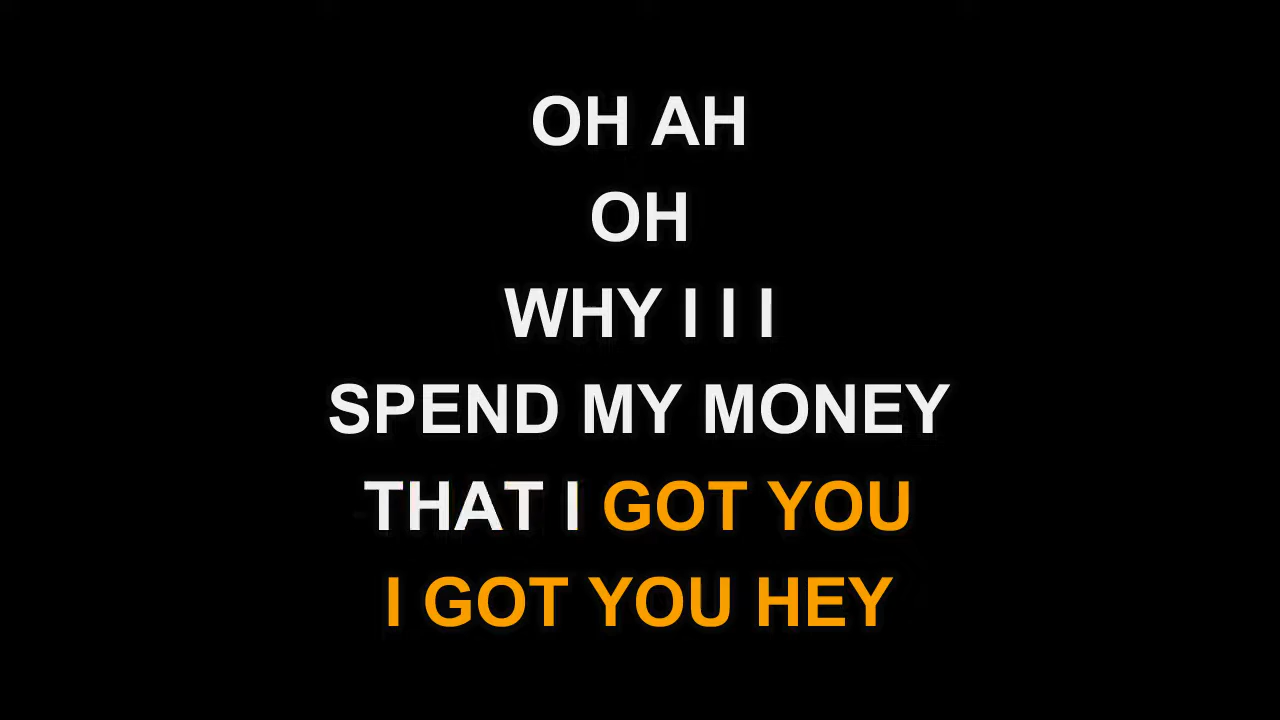 OH AH
OH
WHY I I I
SPEND MY MONEY
THAT I GOT YOU
I GOT YOU HEY